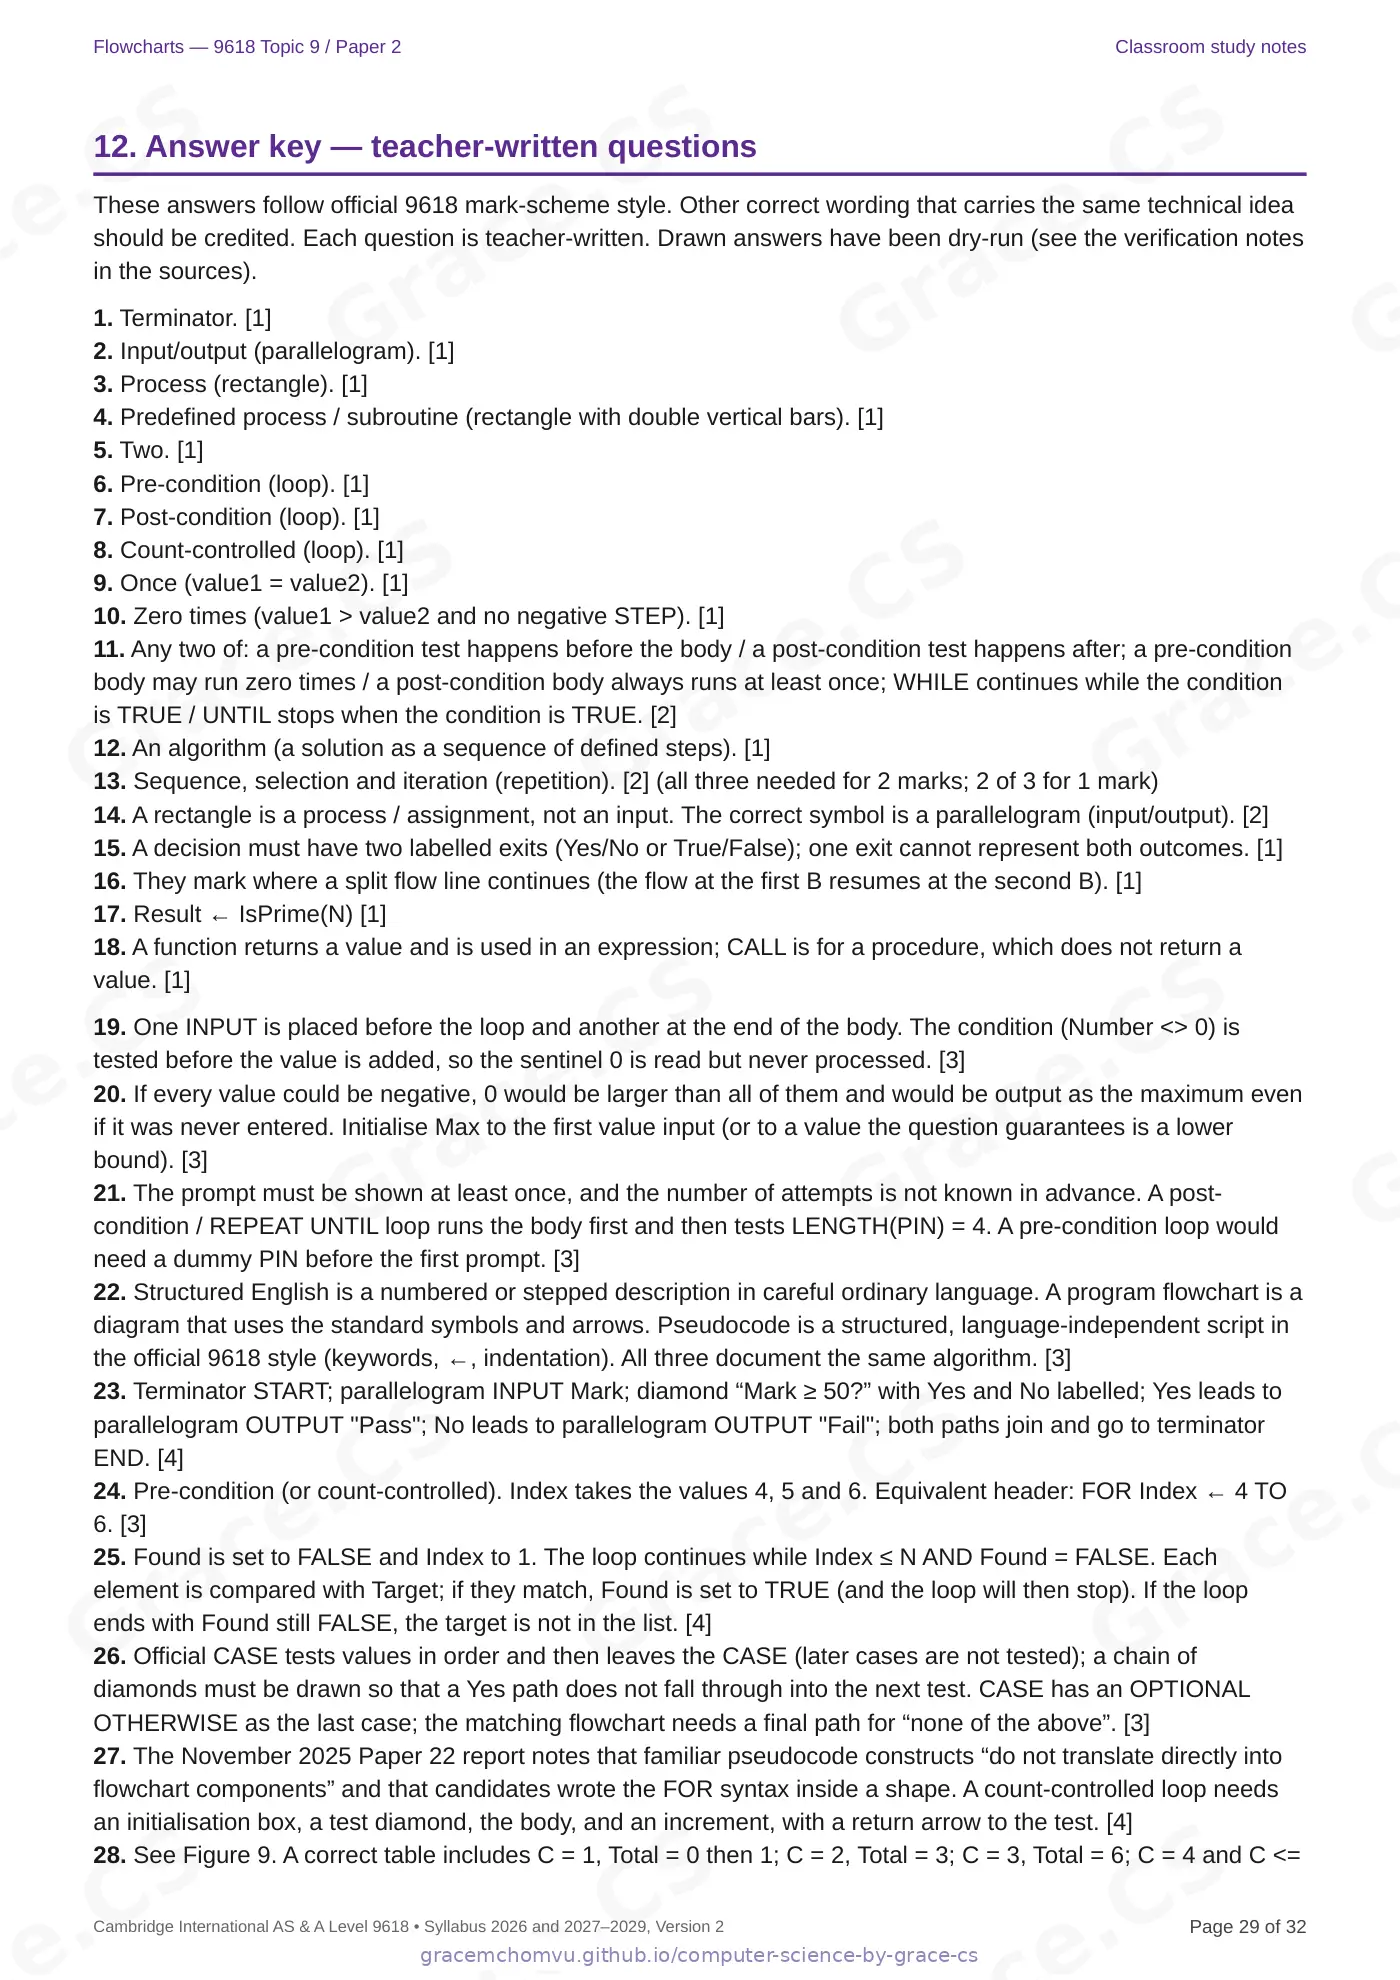 Flowcharts — 9618 Topic 9 / Paper 2
Classroom study notes
12. Answer key — teacher-written questions
These answers follow official 9618 mark-scheme style. Other correct wording that carries the same technical idea
should be credited. Each question is teacher-written. Drawn answers have been dry-run (see the verification notes
in the sources).
1. Terminator. [1]
2. Input/output (parallelogram). [1]
3. Process (rectangle). [1]
4. Predefined process / subroutine (rectangle with double vertical bars). [1]
5. Two. [1]
6. Pre-condition (loop). [1]
7. Post-condition (loop). [1]
8. Count-controlled (loop). [1]
9. Once (value1 = value2). [1]
10. Zero times (value1 > value2 and no negative STEP). [1]
11. Any two of: a pre-condition test happens before the body / a post-condition test happens after; a pre-condition
body may run zero times / a post-condition body always runs at least once; WHILE continues while the condition
is TRUE / UNTIL stops when the condition is TRUE. [2]
12. An algorithm (a solution as a sequence of defined steps). [1]
13. Sequence, selection and iteration (repetition). [2] (all three needed for 2 marks; 2 of 3 for 1 mark)
14. A rectangle is a process / assignment, not an input. The correct symbol is a parallelogram (input/output). [2]
15. A decision must have two labelled exits (Yes/No or True/False); one exit cannot represent both outcomes. [1]
16. They mark where a split flow line continues (the flow at the first B resumes at the second B). [1]
17. Result ← IsPrime(N) [1]
18. A function returns a value and is used in an expression; CALL is for a procedure, which does not return a
value. [1]
19. One INPUT is placed before the loop and another at the end of the body. The condition (Number <> 0) is
tested before the value is added, so the sentinel 0 is read but never processed. [3]
20. If every value could be negative, 0 would be larger than all of them and would be output as the maximum even
if it was never entered. Initialise Max to the first value input (or to a value the question guarantees is a lower
bound). [3]
21. The prompt must be shown at least once, and the number of attempts is not known in advance. A post-
condition / REPEAT UNTIL loop runs the body first and then tests LENGTH(PIN) = 4. A pre-condition loop would
need a dummy PIN before the first prompt. [3]
22. Structured English is a numbered or stepped description in careful ordinary language. A program flowchart is a
diagram that uses the standard symbols and arrows. Pseudocode is a structured, language-independent script in
the official 9618 style (keywords, ←, indentation). All three document the same algorithm. [3]
23. Terminator START; parallelogram INPUT Mark; diamond “Mark ≥ 50?” with Yes and No labelled; Yes leads to
parallelogram OUTPUT "Pass"; No leads to parallelogram OUTPUT "Fail"; both paths join and go to terminator
END. [4]
24. Pre-condition (or count-controlled). Index takes the values 4, 5 and 6. Equivalent header: FOR Index ← 4 TO
6. [3]
25. Found is set to FALSE and Index to 1. The loop continues while Index ≤ N AND Found = FALSE. Each
element is compared with Target; if they match, Found is set to TRUE (and the loop will then stop). If the loop
ends with Found still FALSE, the target is not in the list. [4]
26. Official CASE tests values in order and then leaves the CASE (later cases are not tested); a chain of
diamonds must be drawn so that a Yes path does not fall through into the next test. CASE has an OPTIONAL
OTHERWISE as the last case; the matching flowchart needs a final path for “none of the above”. [3]
27. The November 2025 Paper 22 report notes that familiar pseudocode constructs “do not translate directly into
flowchart components” and that candidates wrote the FOR syntax inside a shape. A count-controlled loop needs
an initialisation box, a test diamond, the body, and an increment, with a return arrow to the test. [4]
28. See Figure 9. A correct table includes C = 1, Total = 0 then 1; C = 2, Total = 3; C = 3, Total = 6; C = 4 and C <=
Cambridge International AS & A Level 9618 • Syllabus 2026 and 2027–2029, Version 2
Page 29 of 32
gracemchomvu.github.io/computer-science-by-grace-cs
Grace.CS